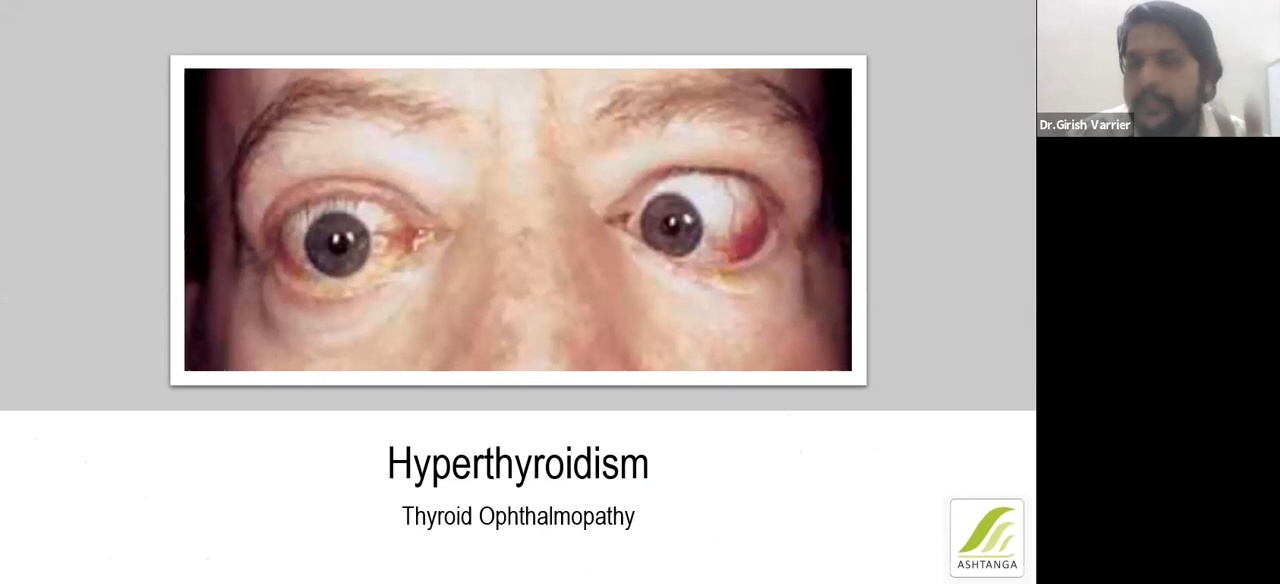 Dr.Girish Varrier
Hyperthyroidism
Thyroid Ophthalmopathy
ASHTANGA